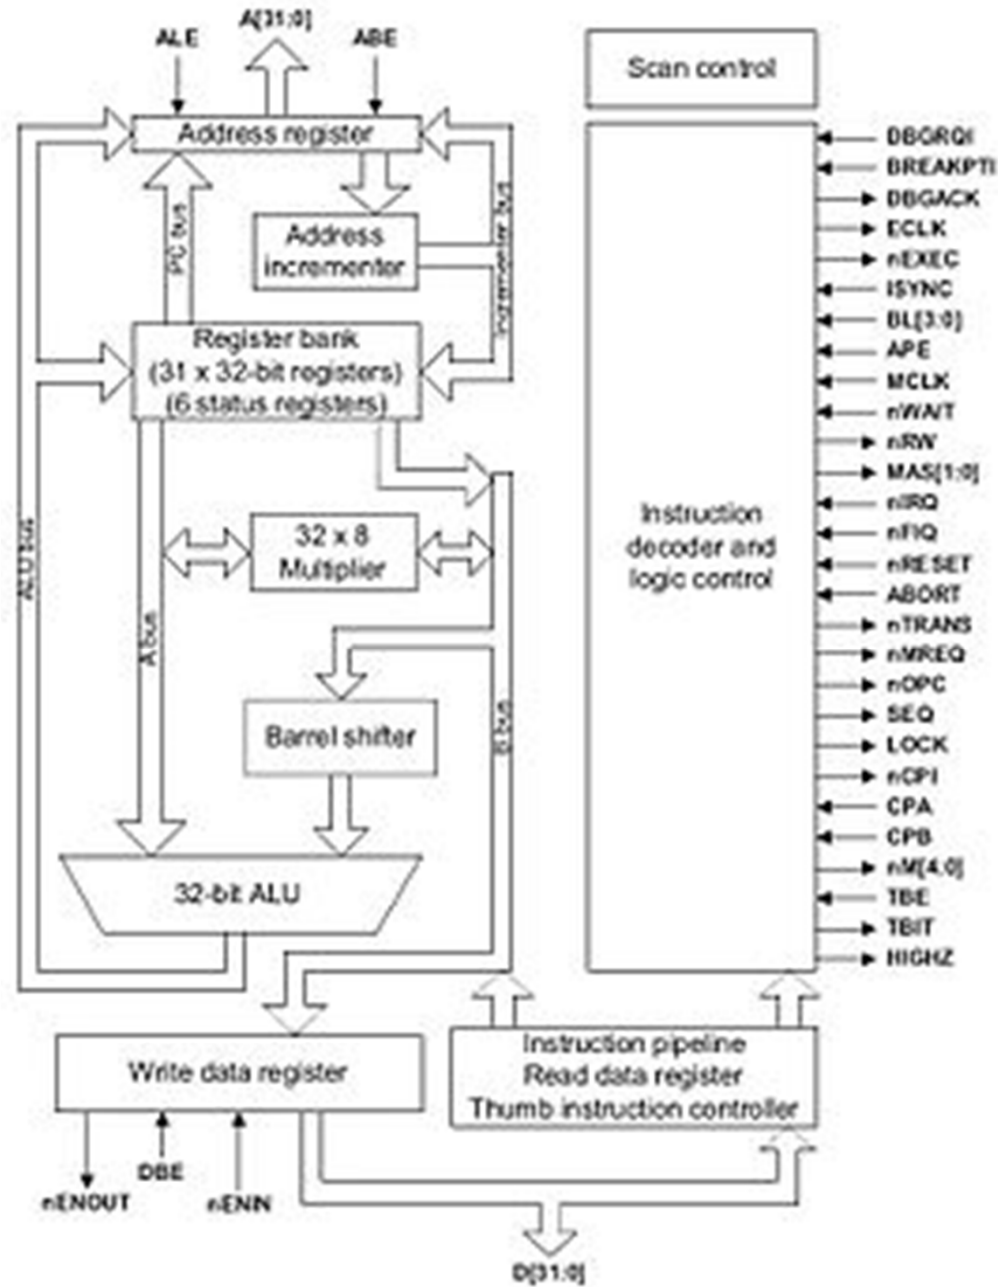 A[31:0]
ALE
ABE
Scan control
Address register
DBGRQI
BREAKPTI
DBGACK
ECLK
nEXEC
ISYNC
BL[3:0]
APE
MCLK
nWAIT
nRW
MAS[1:0]
nIRQ
nFIQ
nRESET
ABORT
nTRANS
nMREQ
nOPC
SEQ
LOCK
nCPI
CPA
CPB
nM[4:0]
TBE
TBIT
HIGHZ
PC bus
Address
incrementer
Incrementer bus
Register bank
(31 x 32-bit registers)
(6 status registers)
32 x 8
Multiplier
Instruction
decoder and
logic control
ALU bus
A bus
Barrel shifter
B bus
32-bit ALU
Write data register
Instruction pipeline
Read data register
Thumb instruction controller
nENOUT
DBE
nENIN
D[31:0]